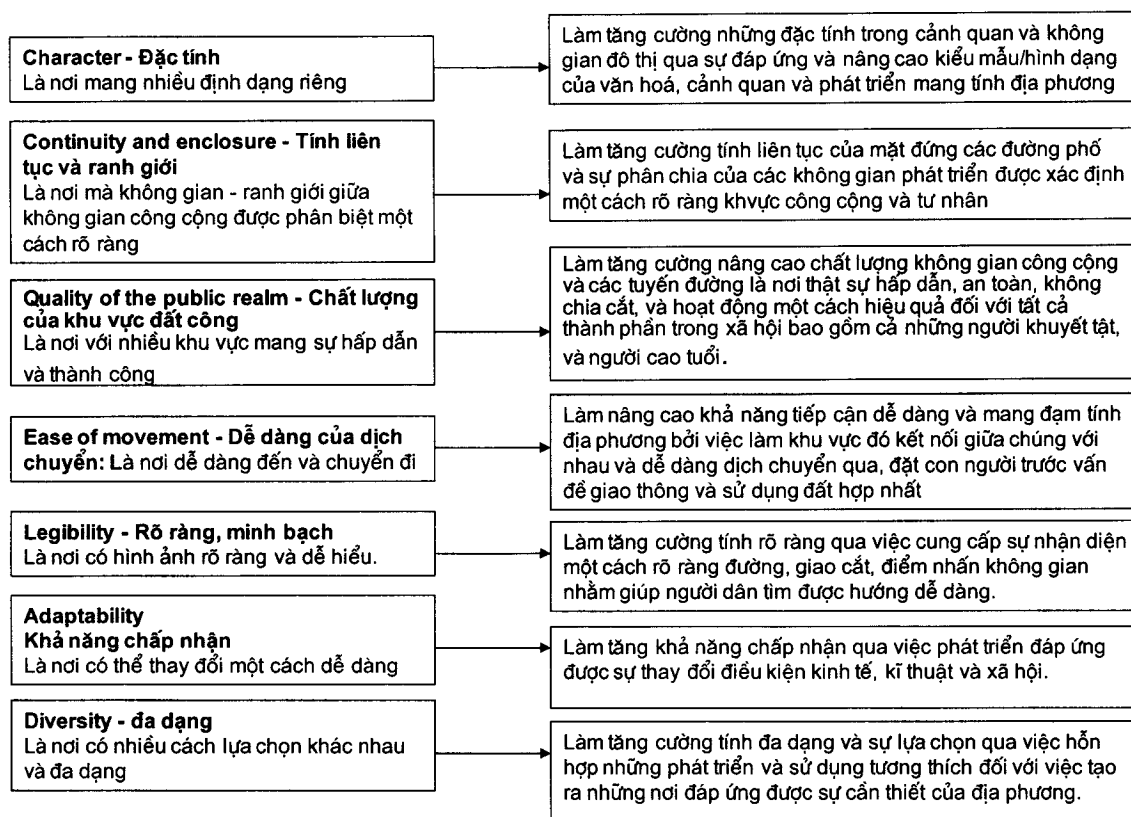 Character - Đặc tính
Là nơi mang nhiều định dạng riêng
Làm tăng cường những đặc tính trong cảnh quan và không
gian đô thị qua sự đáp ứng và nâng cao kiểu mẫu/hình dạng
của văn hoá, cảnh quan và phát triển mang tính địa phương
Continuity and enclosure - Tính liên
tục và ranh giới
Là nơi mà không gian - ranh giới giữa
không gian công cộng được phân biệt một
cách rõ ràng
Làm tăng cường tính liên tục của mặt đứng các đường phố
và sự phân chia của các không gian phát triển được xác định
một cách rõ ràng khvực công cộng và tư nhân
Quality of the public realm - Chất lượng
của khu vực đất công
Là nơi với nhiều khu vực mang sự hấp dẫn
và thành công
Làm tăng cường nâng cao chất lượng không gian công cộng
và các tuyến đường là nơi thật sự hấp dẫn, an toàn, không
chia cắt, và hoạt động một cách hiệu quả đối với tất cả
thành phần trong xã hội bao gồm cả những người khuyết tật,
và người cao tuổi.
Ease of movement - Dễ dàng của dịch
chuyển: Là nơi dễ dàng đến và chuyển đi
Làm nâng cao khả năng tiếp cận dễ dàng và mang đạm tính
địa phương bởi việc làm khu vực đó kết nối giữa chúng với
nhau và dễ dàng dịch chuyển qua, đặt con người trước vấn
đề giao thông và sử dụng đất hợp nhất
Legibility - Rõ ràng, minh bạch
Là nơi có hình ảnh rõ ràng và dễ hiểu.
Làm tăng cường tính rõ ràng qua việc cung cấp sự nhận diện
một cách rõ ràng đường, giao cắt, điểm nhấn không gian
nhằm giúp người dân tìm được hướng dễ dàng.
Adaptability
Khả năng chấp nhận
Là nơi có thể thay đổi một cách dễ dàng
Làm tăng khả năng chấp nhận qua việc phát triển đáp ứng
được sự thay đổi điều kiện kinh tế, kĩ thuật và xã hội.
Diversity - đa dạng
Là nơi có nhiều cách lựa chọn khác nhau
và đa dạng
Làm tăng cường tính đa dạng và sự lựa chọn qua việc hỗn
hợp những phát triển và sử dụng tương thích đối với việc tạo
ra những nơi đáp ứng được sự cần thiết của địa phương.